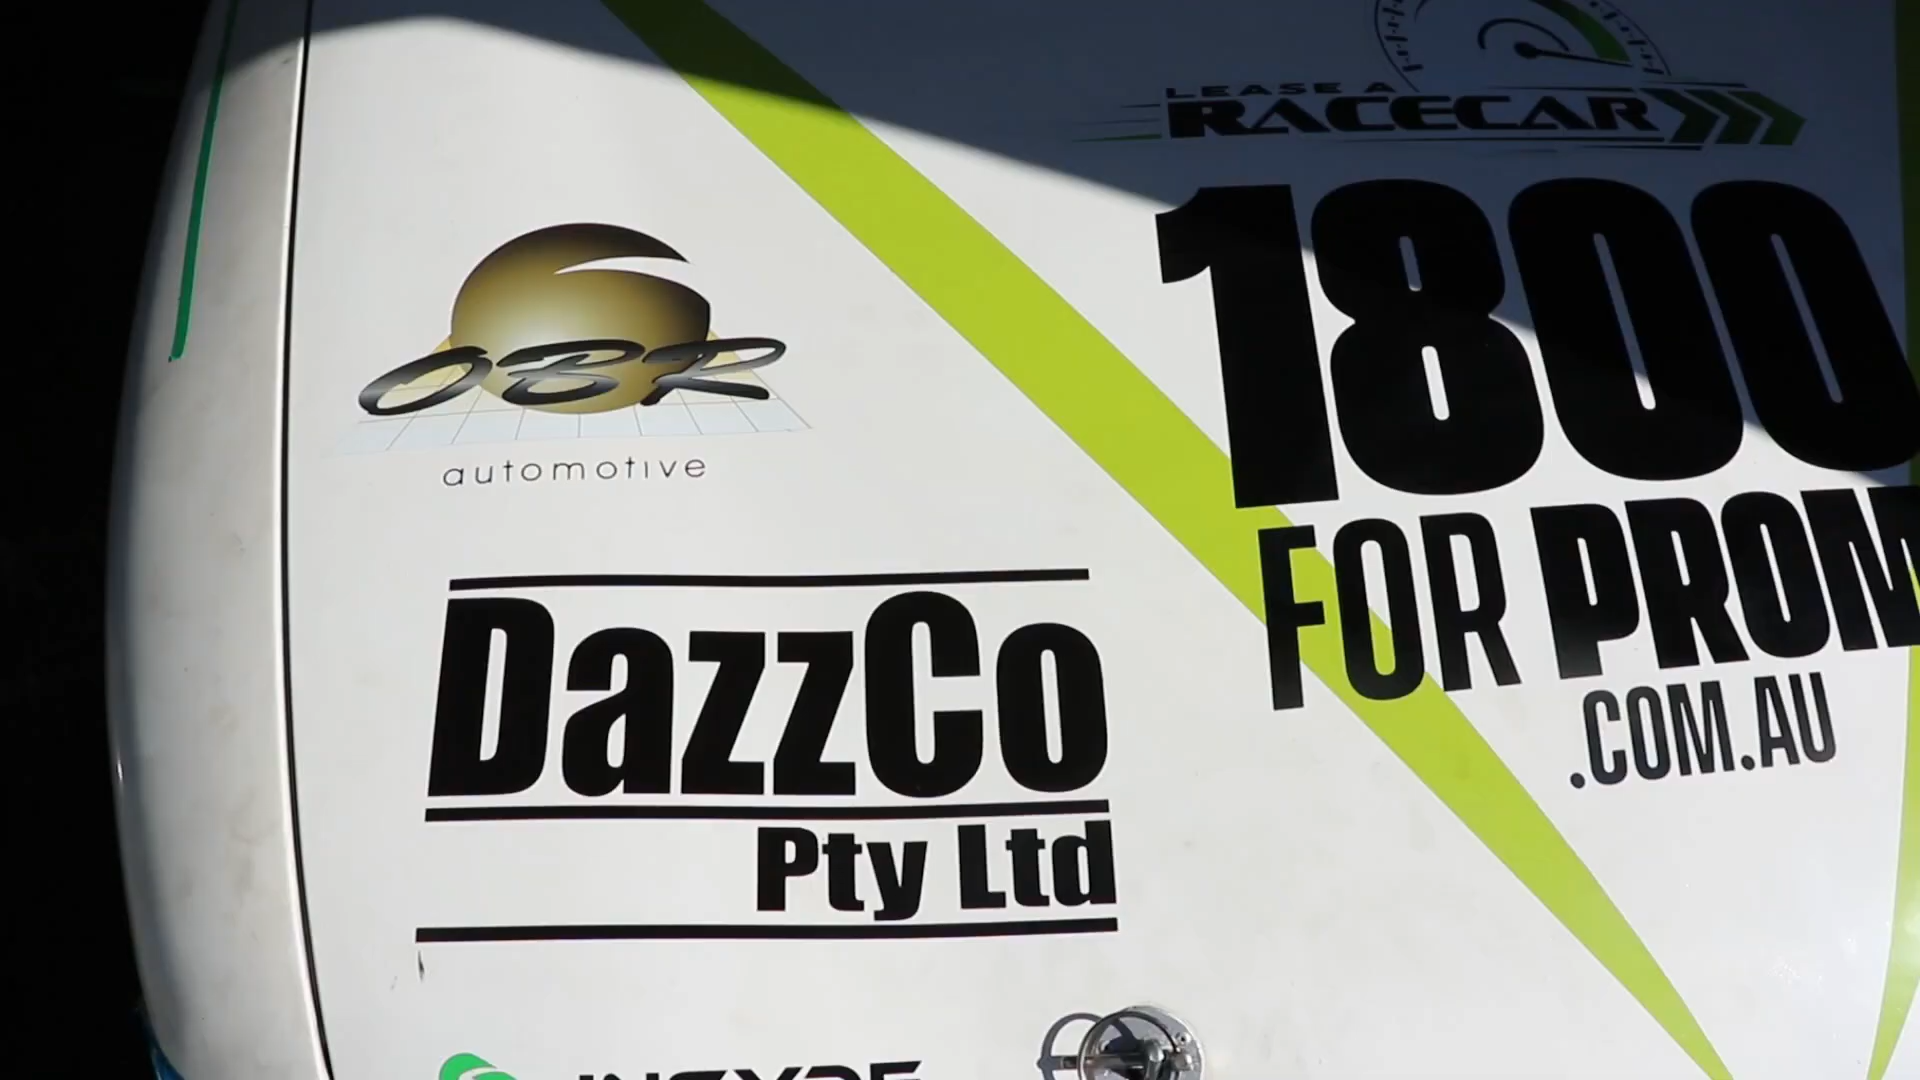 LEASE A
RACECAR
OBR
automotive
1800
FOR PROM
.COM.AU
DazzCo
Pty Ltd